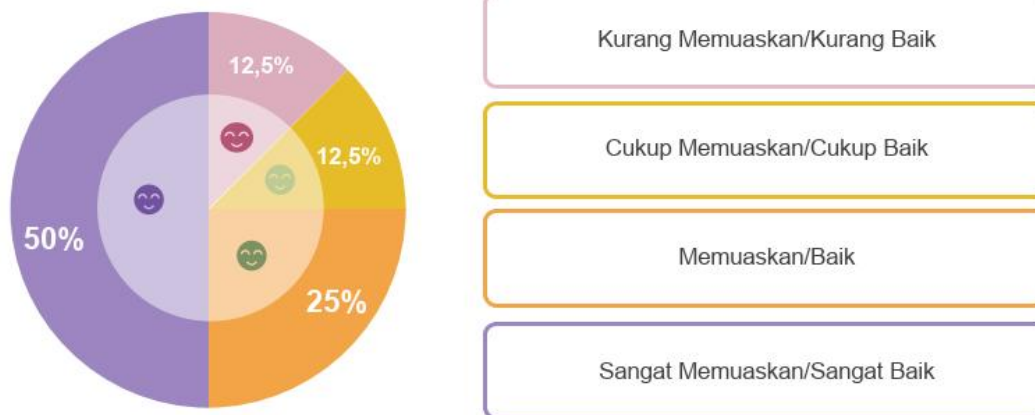 12,5%
12,5%
25%
50%
Kurang Memuaskan/Kurang Baik
Cukup Memuaskan/Cukup Baik
Memuaskan/Baik
Sangat Memuaskan/Sangat Baik